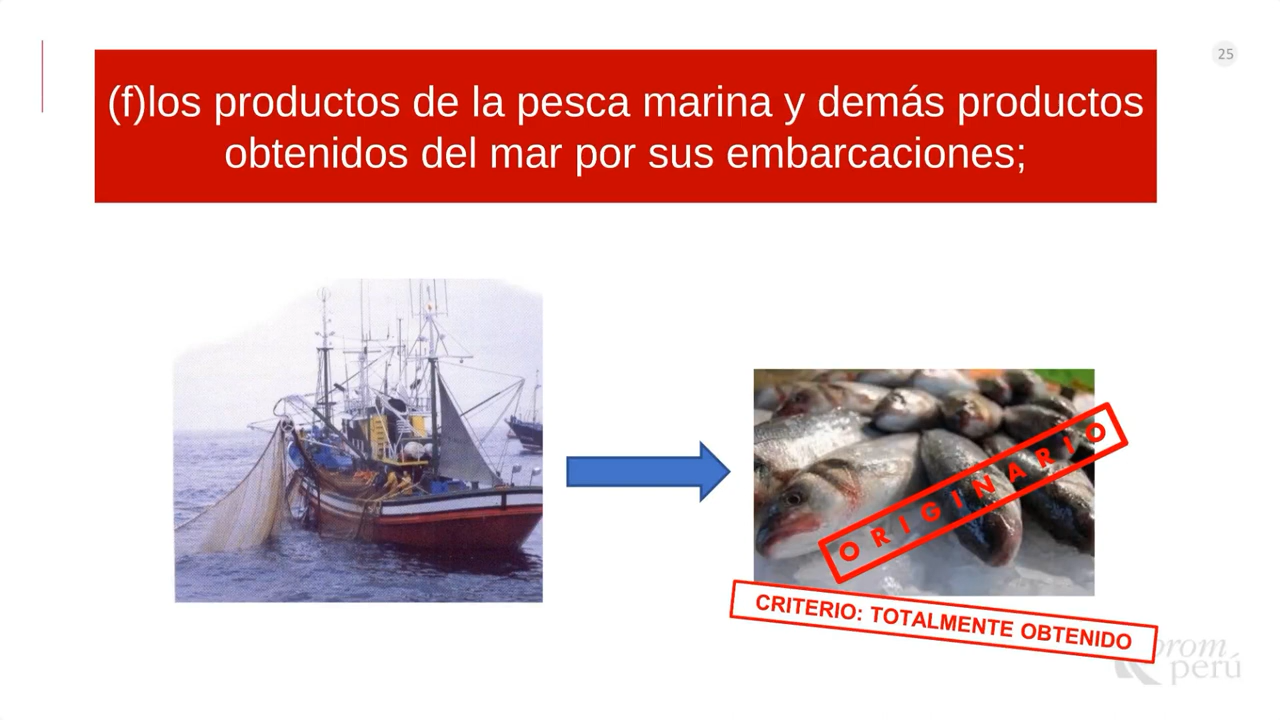 25
(f)los productos de la pesca marina y demás productos
obtenidos del mar por sus embarcaciones;
ORIGINARIO
CRITERIO: TOTALMENTE OBTENIDO
prom
perú